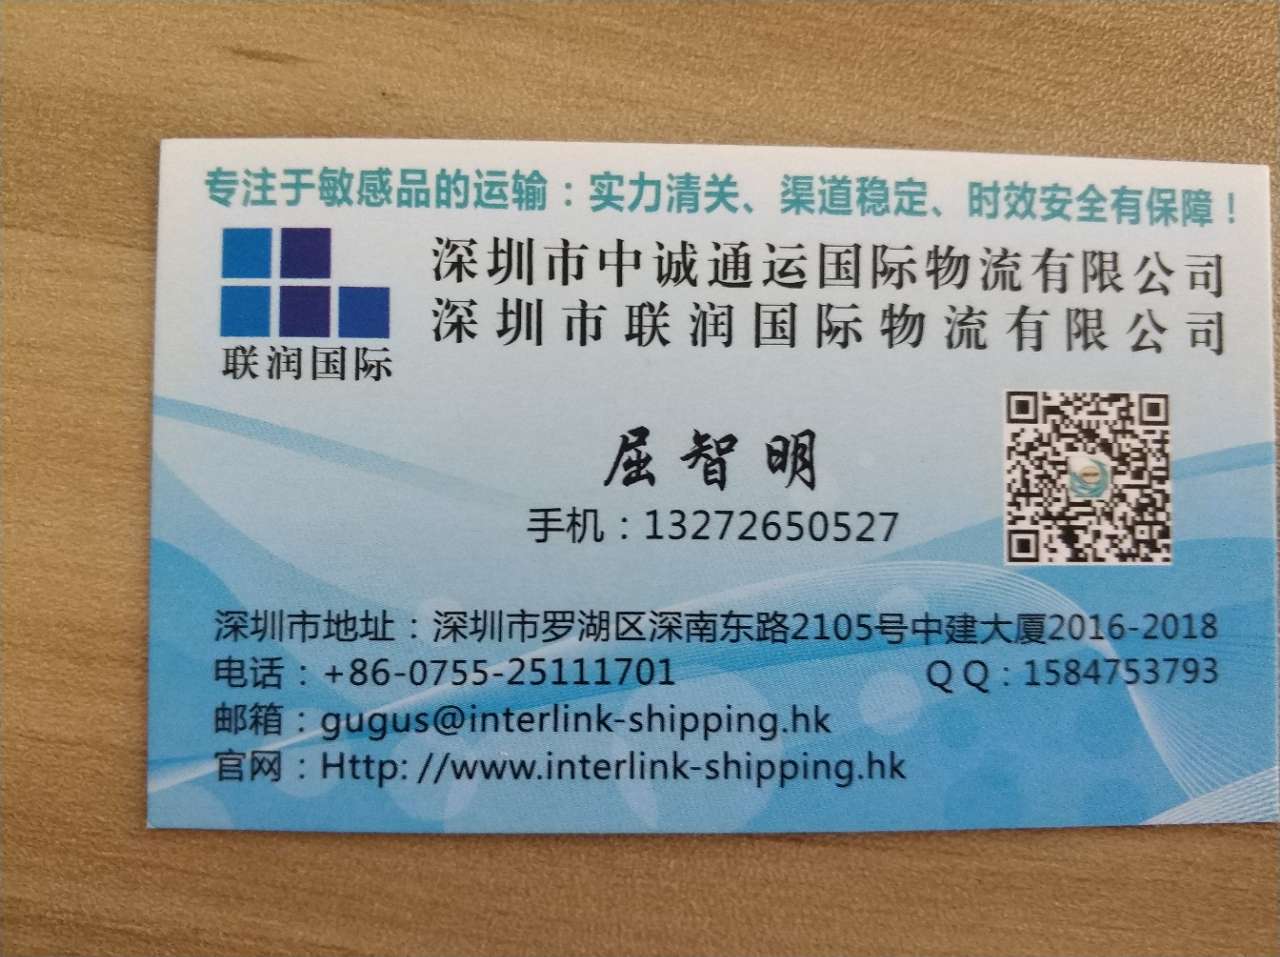 专注于敏感品的运输：实力清关、渠道稳定、时效安全有保障！
深圳市中诚通运国际物流有限公司
深圳市联润国际物流有限公司
联润国际
屈智明
手机：13272650527
深圳市地址：深圳市罗湖区深南东路2105号中建大厦2016-2018
电话：+86-0755-25111701 QQ：1584753793
邮箱：gugus@interlink-shipping.hk
官网：Http: //www.interlink-shipping.hk